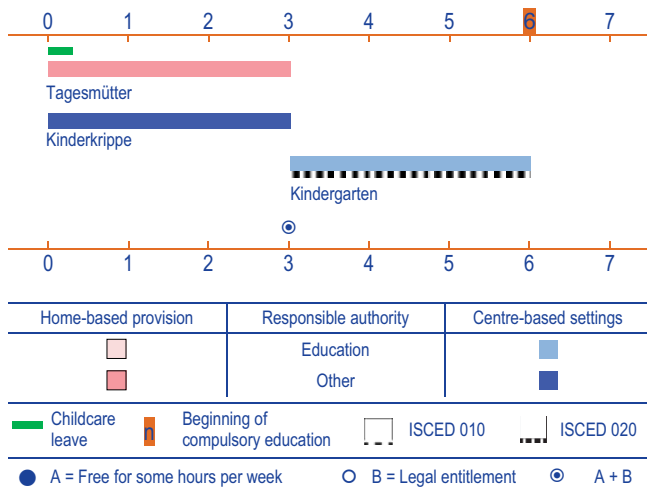 0 1 2 3 4 5 6 7
Tagesmütter
Kinderkrippe
Kindergarten
0 1 2 3 4 5 6 7
Home-based provision Responsible authority Centre-based settings
Education
Other
Childcare leave
n Beginning of compulsory education
ISCED 010
ISCED 020
A = Free for some hours per week B = Legal entitlement A + B